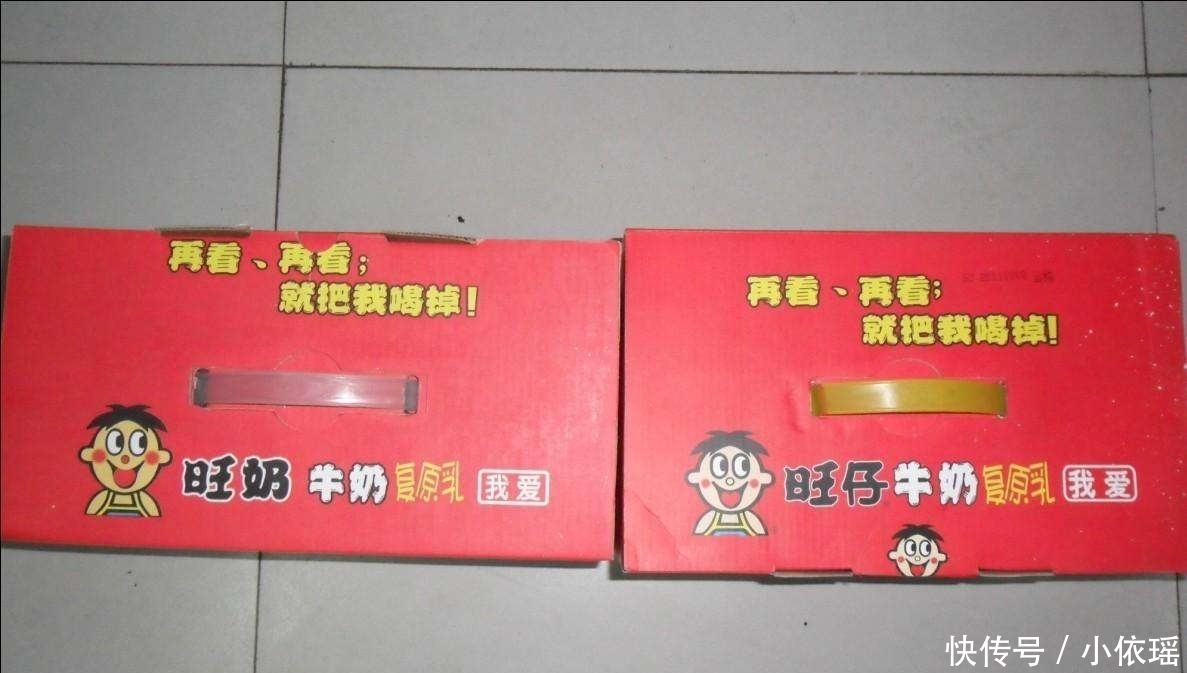 再看、再看;
就把我喝掉!
旺奶 牛奶 复原乳 我爱
再看、再看;
就把我喝掉!
旺仔牛奶 复原乳 我爱
快传号 / 小依瑶